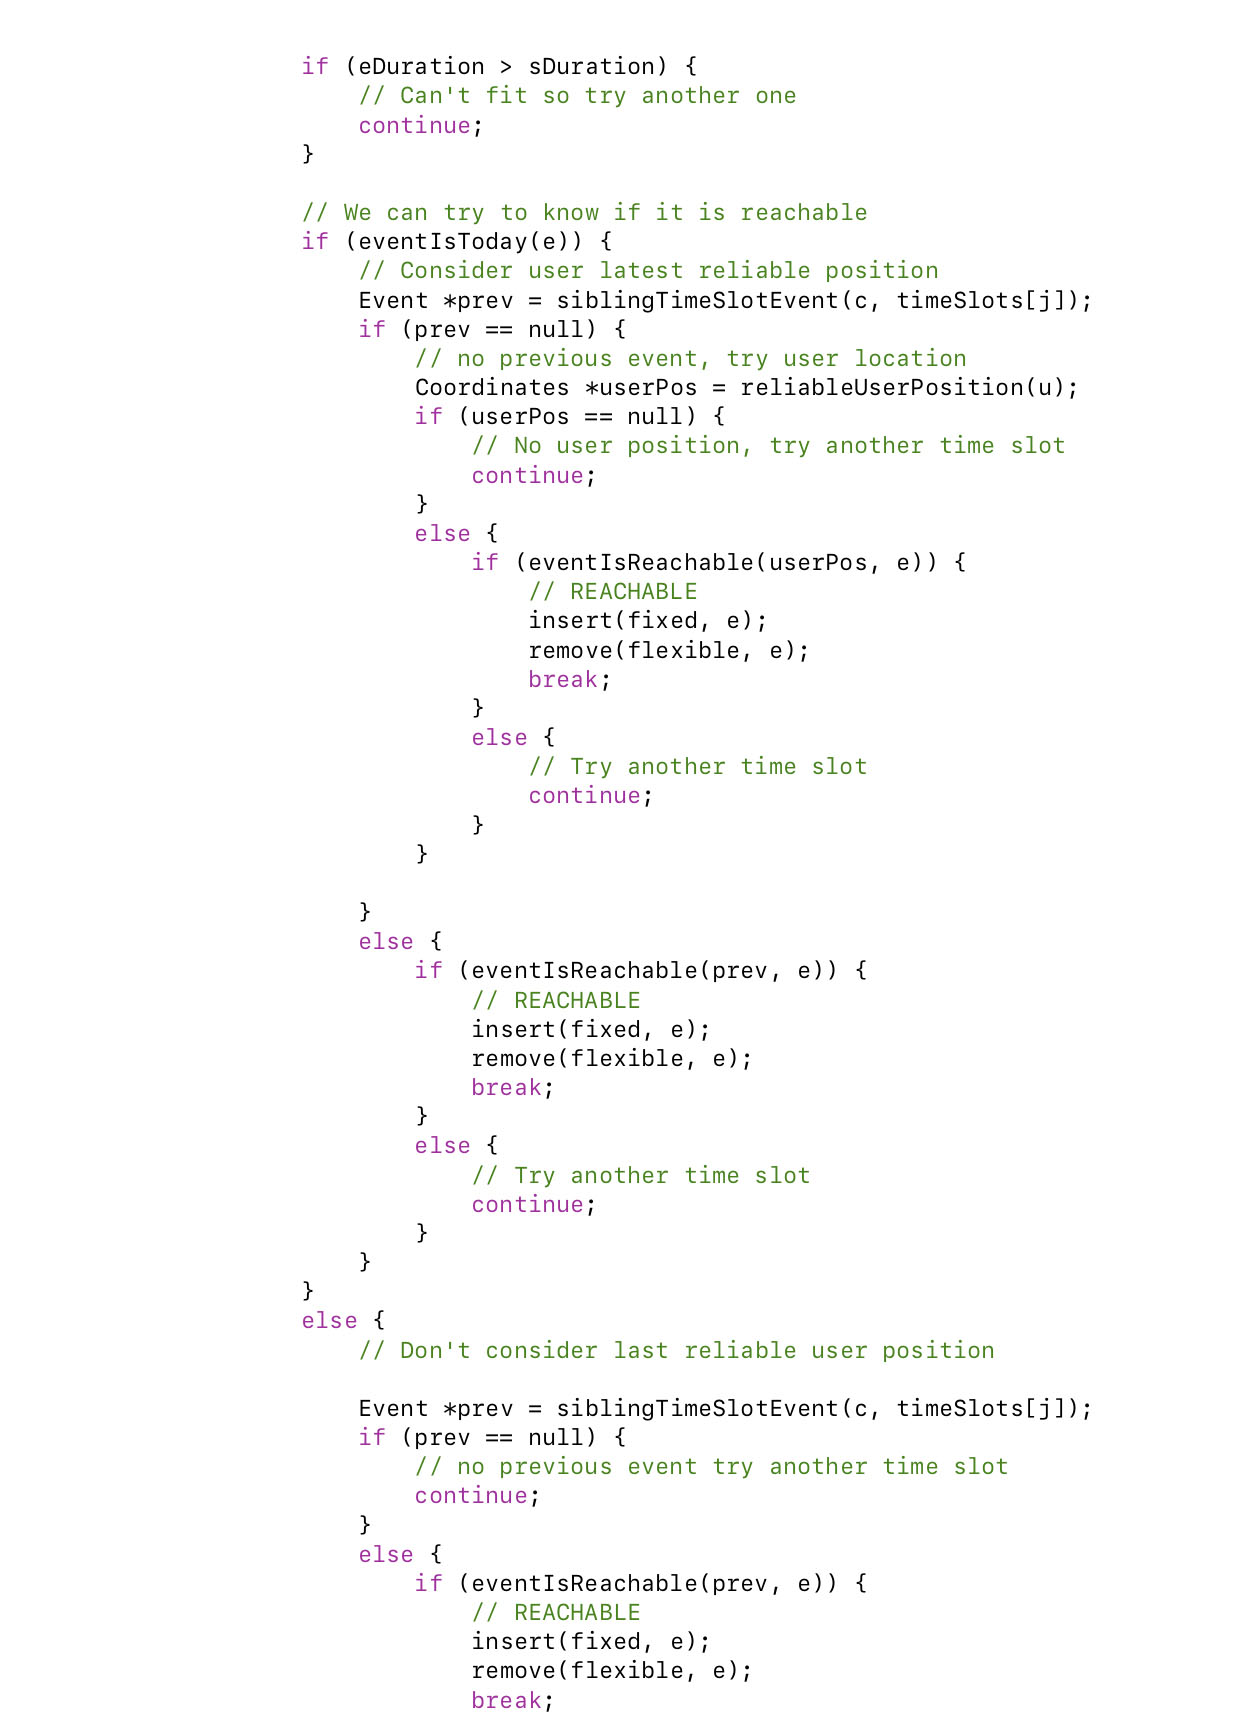 if (eDuration > sDuration) {
// Can't fit so try another one
continue;
}
// We can try to know if it is reachable
if (eventIsToday(e)) {
// Consider user latest reliable position
Event *prev = siblingTimeSlotEvent(c, timeSlots[j]);
if (prev == null) {
// no previous event, try user location
Coordinates *userPos = reliableUserPosition(u);
if (userPos == null) {
// No user position, try another time slot
continue;
}
else {
if (eventIsReachable(userPos, e)) {
// REACHABLE
insert(fixed, e);
remove(flexible, e);
break;
}
else {
// Try another time slot
continue;
}
}
}
else {
if (eventIsReachable(prev, e)) {
// REACHABLE
insert(fixed, e);
remove(flexible, e);
break;
}
else {
// Try another time slot
continue;
}
}
}
else {
// Don't consider last reliable user position
Event *prev = siblingTimeSlotEvent(c, timeSlots[j]);
if (prev == null) {
// no previous event try another time slot
continue;
}
else {
if (eventIsReachable(prev, e)) {
// REACHABLE
insert(fixed, e);
remove(flexible, e);
break;